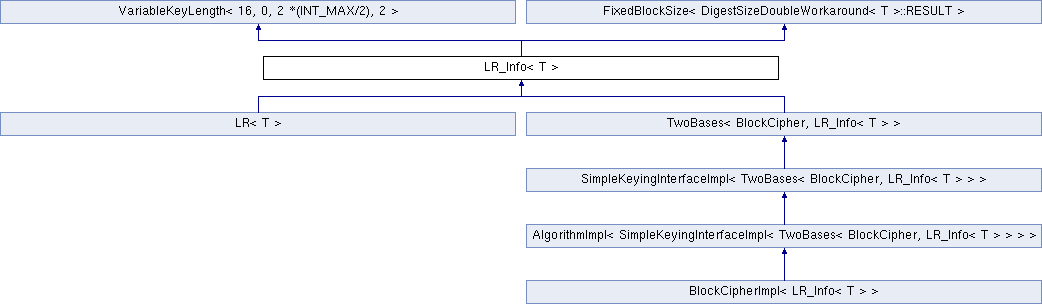 VariableKeyLength< 16, 0, 2 *(INT_MAX/2), 2 >
FixedBlockSize< DigestSizeDoubleWorkaround< T >::RESULT >
LR_Info< T >
LR< T >
TwoBases< BlockCipher, LR_Info< T > >
SimpleKeyingInterfaceImpl< TwoBases< BlockCipher, LR_Info< T > > >
AlgorithmImpl< SimpleKeyingInterfaceImpl< TwoBases< BlockCipher, LR_Info< T > > > >
BlockCipherImpl< LR_Info< T > >